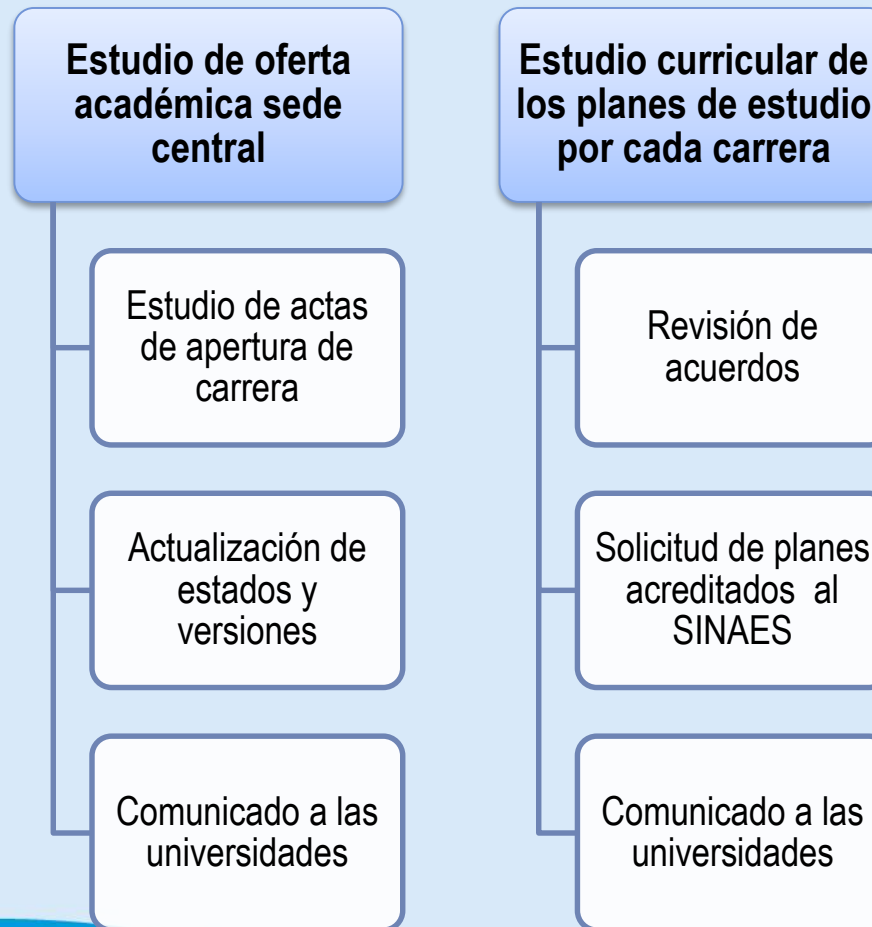 Estudio de oferta
académica sede
central
Estudio de actas
de apertura de
carrera
Actualización de
estados y
versiones
Comunicado a las
universidades
Estudio curricular de
los planes de estudio
por cada carrera
Revisión de
acuerdos
Solicitud de planes
acreditados al
SINAES
Comunicado a las
universidades